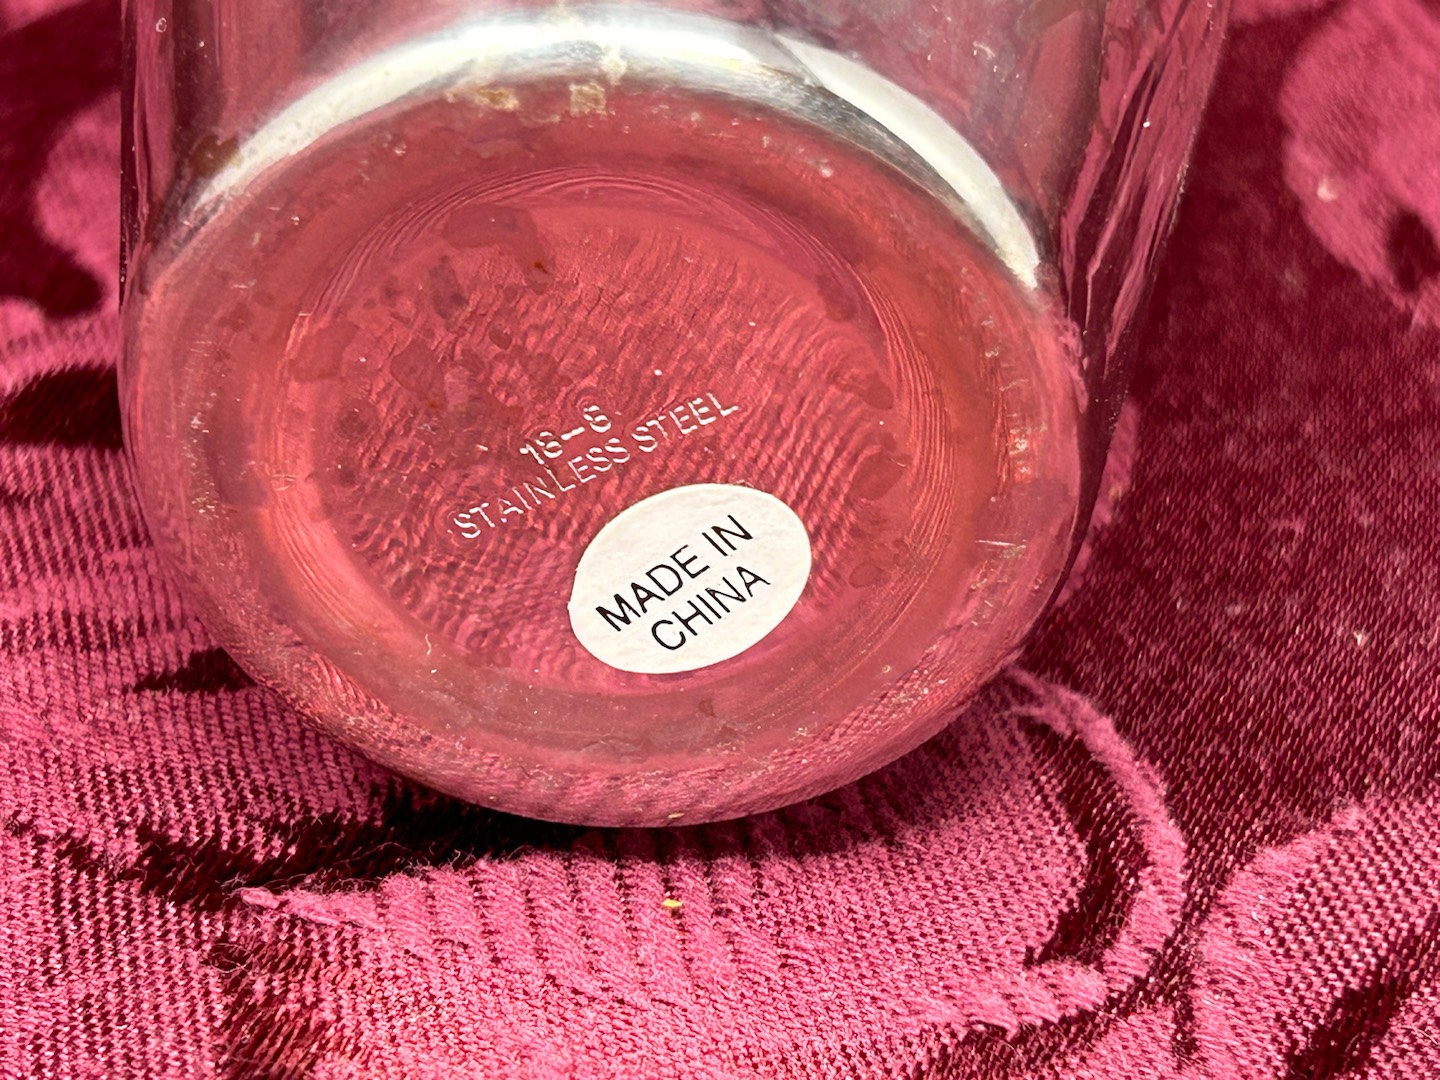 18-8
STAINLESS STEEL
MADE IN
CHINA